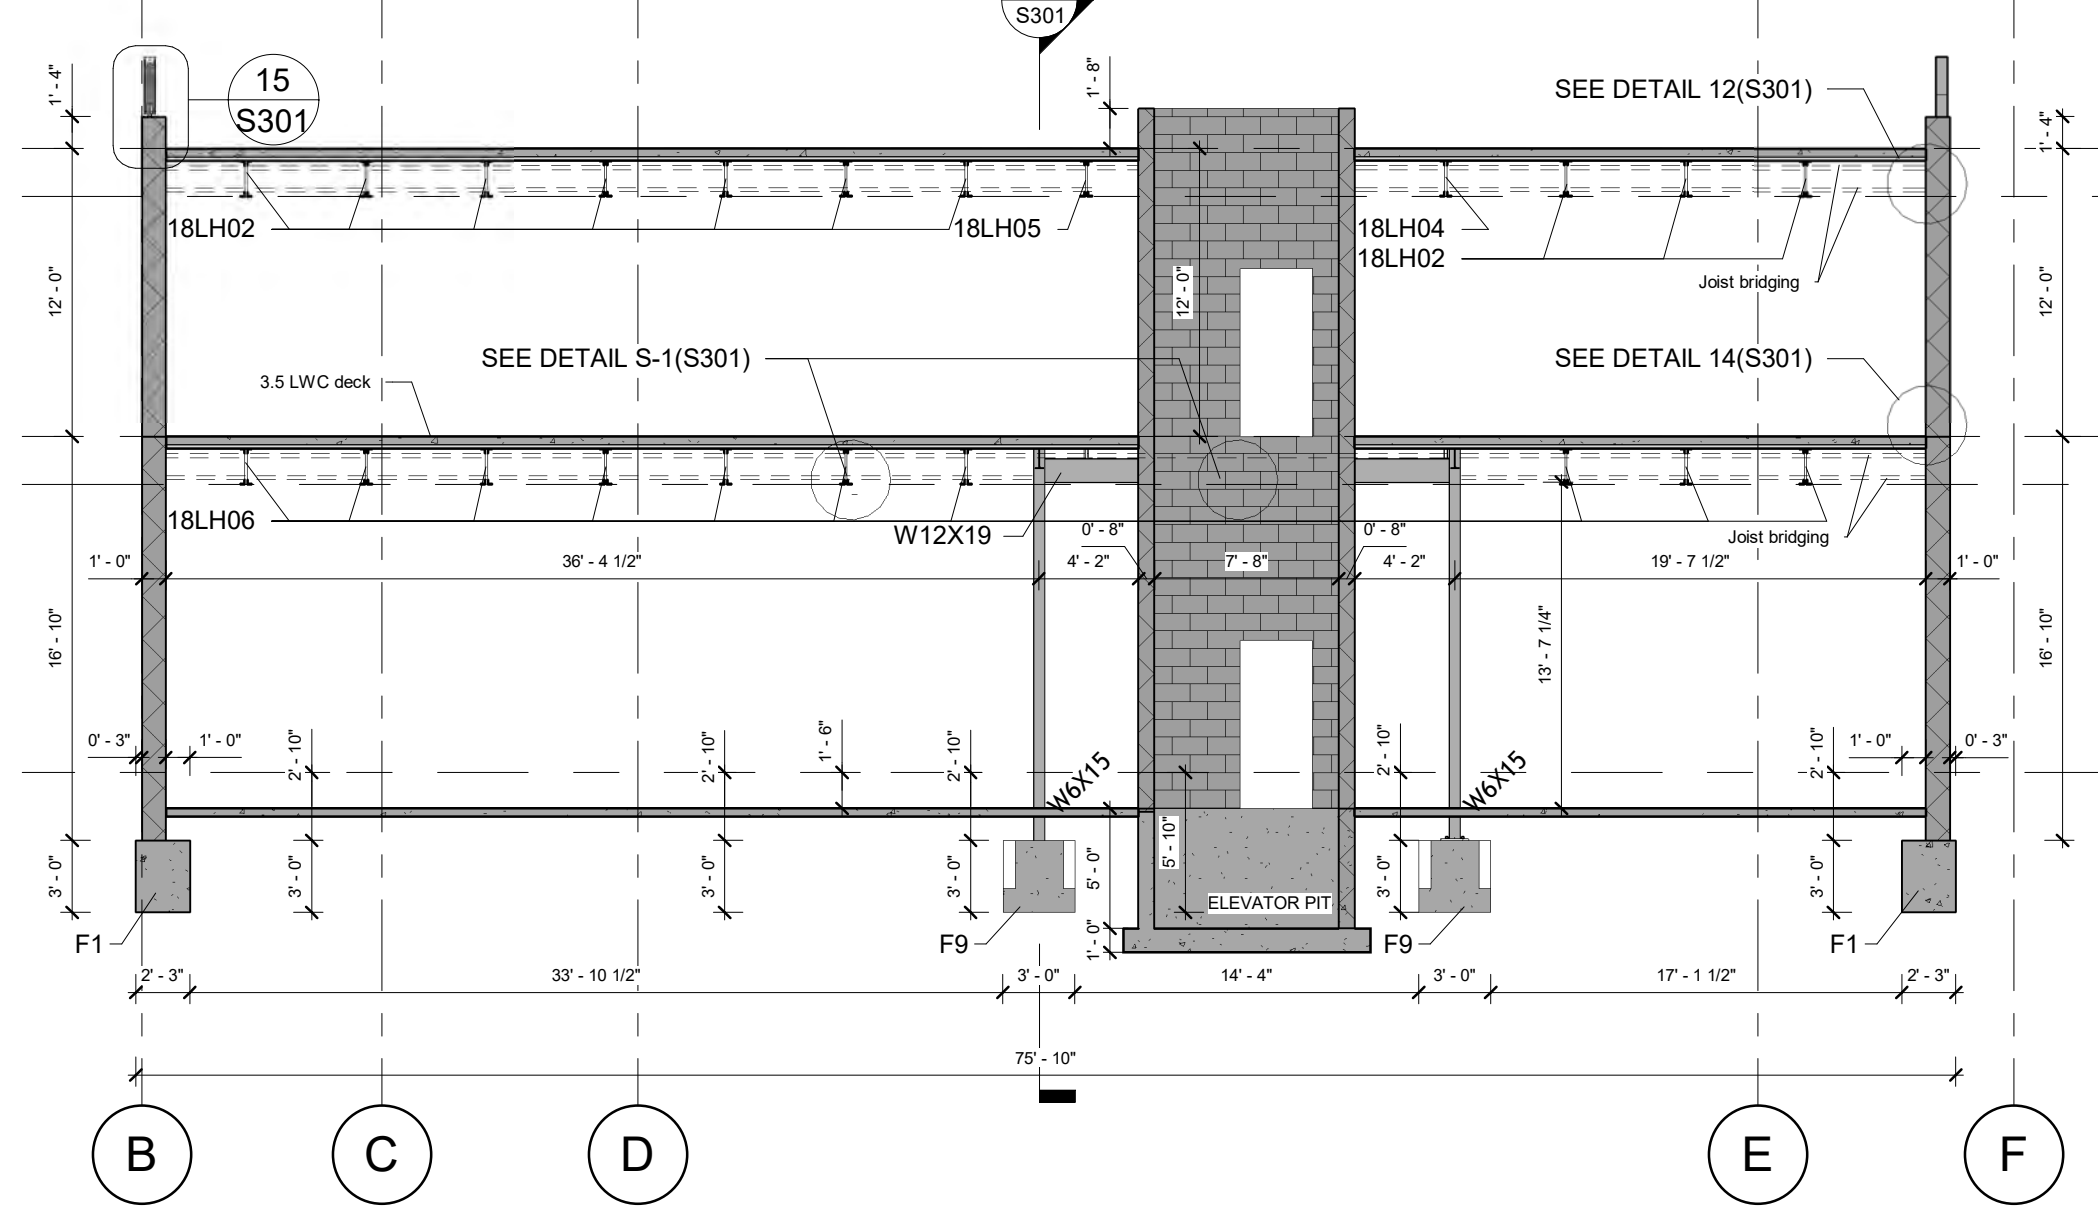 S301
15
S301
1' - 4"
1' - 8"
SEE DETAIL 12(S301)
1' - 4"
18LH02
18LH05
18LH04
18LH02
Joist bridging
12' - 0"
12' - 0"
12' - 0"
SEE DETAIL S-1(S301)
SEE DETAIL 14(S301)
3.5 LWC deck
18LH06
W12X19
0' - 8"
0' - 8"
Joist bridging
1' - 0"
36' - 4 1/2"
4' - 2"
7' - 8"
4' - 2"
19' - 7 1/2"
1' - 0"
16' - 10"
13' - 7 1/4"
16' - 10"
0' - 3"
1' - 0"
2' - 10"
2' - 10"
1' - 6"
2' - 10"
W6X15
2' - 10"
W6X15
2' - 10"
1' - 0"
0' - 3"
3' - 0"
3' - 0"
3' - 0"
3' - 0"
5' - 0"
5' - 10"
3' - 0"
3' - 0"
ELEVATOR PIT
F1
F9
1' - 0"
F9
F1
2' - 3"
33' - 10 1/2"
3' - 0"
14' - 4"
3' - 0"
17' - 1 1/2"
2' - 3"
75' - 10"
B
C
D
E
F